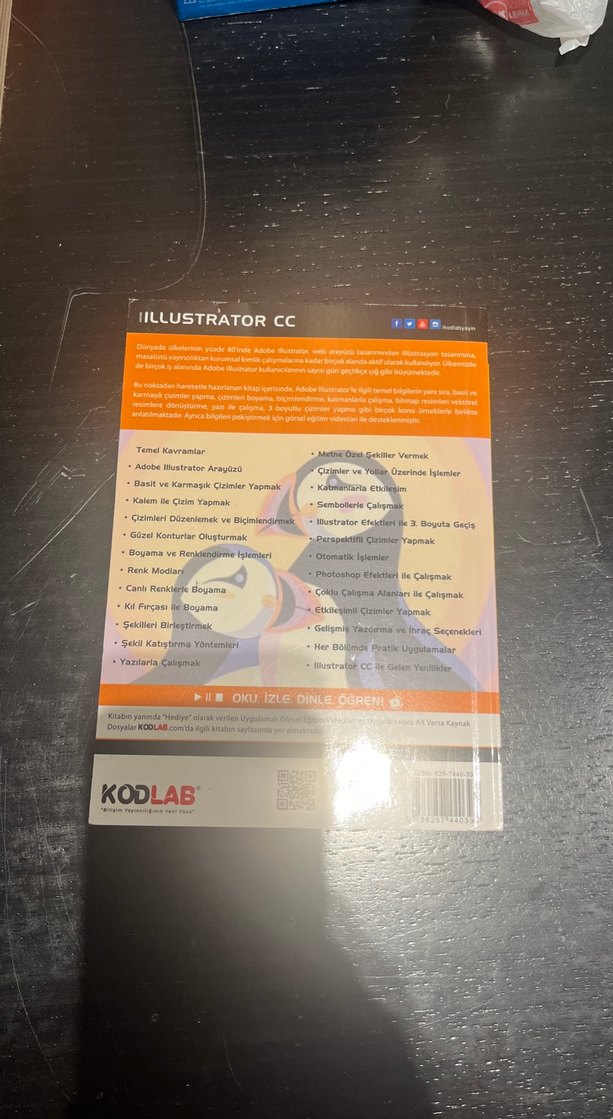 ILLUSTRATOR CC
/kodlabyayin
Dünyada ülkelerinin yüzde 80'inde Adobe Illustrator, web arayüzü tasarımından illüstrasyon tasarımına,
masaüstü yayıncılıktan kurumsal kimlik çalışmalarına kadar birçok alanda aktif olarak kullanılıyor. Ülkemizde
de birçok iş alanında Adobe Illustrator kullanıcılarının sayısı gün geçtikçe çığ gibi büyümektedir.
Bu noktadan hareketle hazırlanan kitap içerisinde, Adobe Illustrator'le ilgili temel bilgilerin yanı sıra, basit ve
karmaşık çizimler yapma, çizimleri boyama, biçimlendirme, katmanlarla çalışma, bitmap resimleri vektörel
resimlere dönüştürme, yazı ile çalışma, 3 boyutlu çizimler yapma gibi birçok konu örneklerle birlikte
anlatılmaktadır. Ayrıca bilgileri pekiştirmek için görsel eğitim videoları ile desteklenmiştir.
Temel Kavramlar
• Adobe Illustrator Arayüzü
• Basit ve Karmaşık Çizimler Yapmak
• Kalem ile Çizim Yapmak
• Çizimleri Düzenlemek ve Biçimlendirmek
• Güzel Konturlar Oluşturmak
• Boyama ve Renklendirme İşlemleri
• Renk Modları
• Canlı Renklerle Boyama
• Kıl Fırçası ile Boyama
• Şekilleri Birleştirmek
• Şekil Katıştırma Yöntemleri
• Yazılarla Çalışmak
• Metne Özel Şekiller Vermek
• Çizimler ve Yollar Üzerinde İşlemler
• Katmanlarla Etkileşim
• Sembollerle Çalışmak
• Illustrator Efektleri ile 3. Boyuta Geçiş
• Perspektifli Çizimler Yapmak
• Otomatik İşlemler
• Photoshop Efektleri ile Çalışmak
• Çoklu Çalışma Alanları ile Çalışmak
• Etkileşimli Çizimler Yapmak
• Gelişmiş Yazdırma ve İhraç Seçenekleri
• Her Bölümde Pratik Uygulamalar
• Illustrator CC ile Gelen Yenilikler
OKU, İZLE, DİNLE, ÖĞREN!
Kitabın yanında "Hediye" olarak verilen Uygulamalı Görsel Eğitim Videoları ve Uygulamalara Ait Varsa Kaynak
Dosyalar KODLAB.com'da ilgili kitabın sayfasında yer almaktadır.
KODLAB®
"Bilişim Yayıncılığının Yeni Yüzü"
625-7440-39
786257 44039